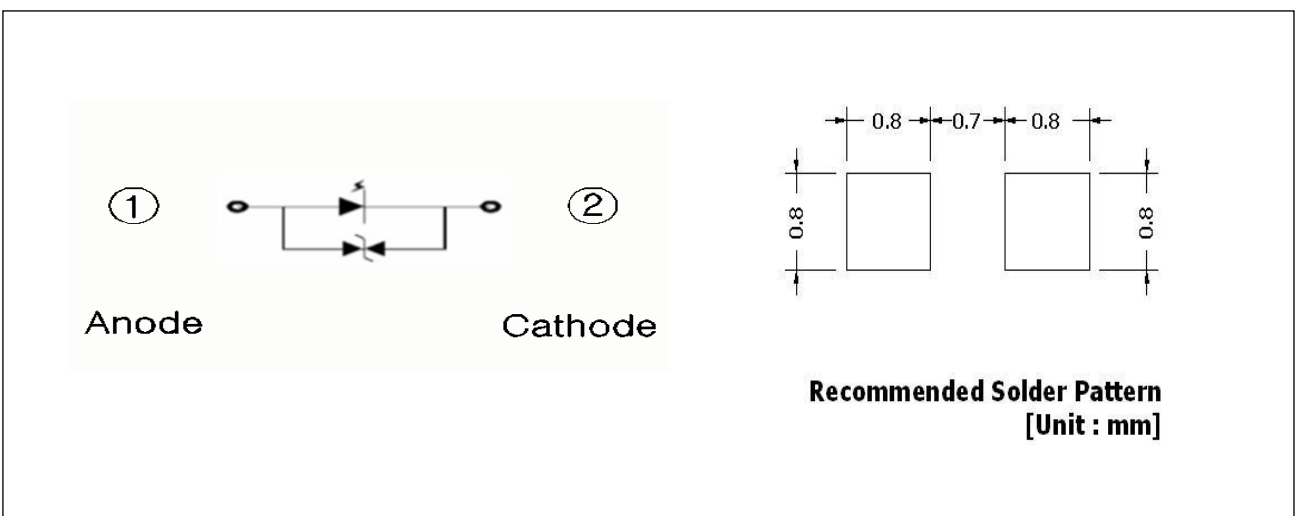 ① ②
Anode Cathode
0.8 0.7 0.8
0.8 0.8
Recommended Solder Pattern
[Unit : mm]